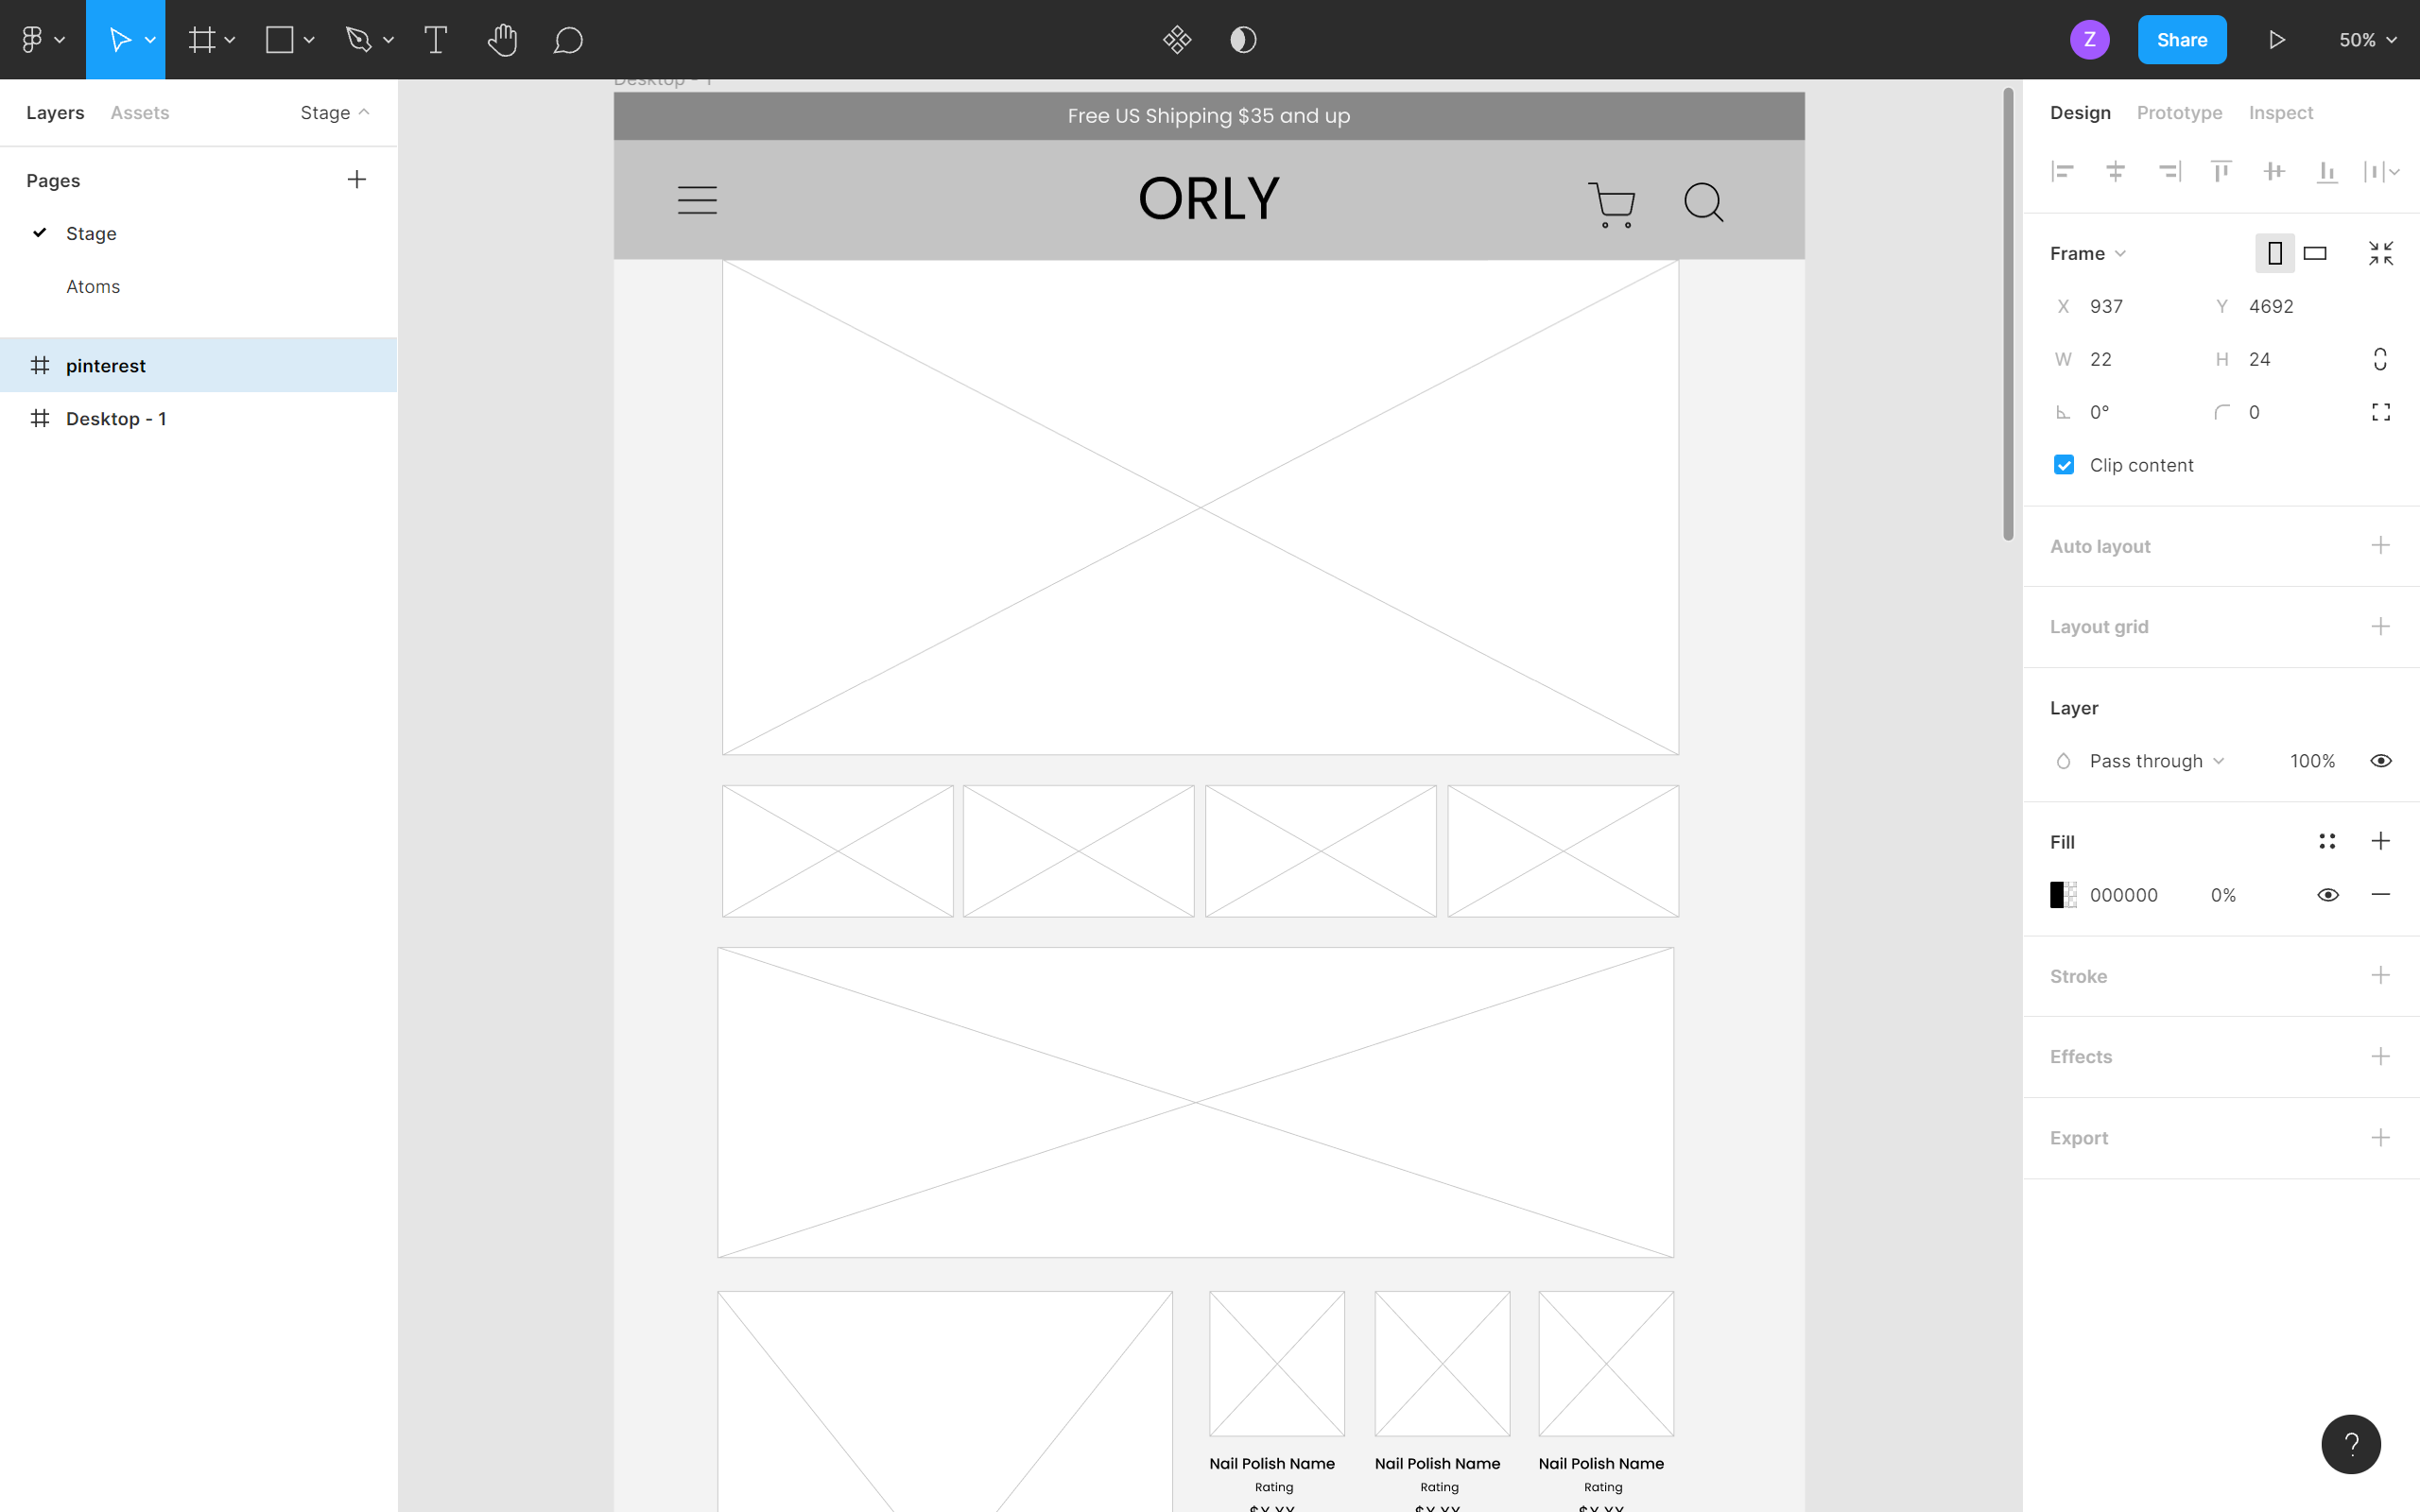 Z
Share
50%
Layers
Assets
Stage
Pages
Stage
Atoms
pinterest
Desktop - 1
Desktop - 1
Free US Shipping $35 and up
ORLY
Nail Polish Name
Nail Polish Name
Nail Polish Name
Rating
Rating
Rating
$X.XX
$X.XX
$X.XX
Design
Prototype
Inspect
Frame
X 937
Y 4692
W 22
H 24
0°
0
Clip content
Auto layout
Layout grid
Layer
Pass through
100%
Fill
000000
0%
Stroke
Effects
Export
?